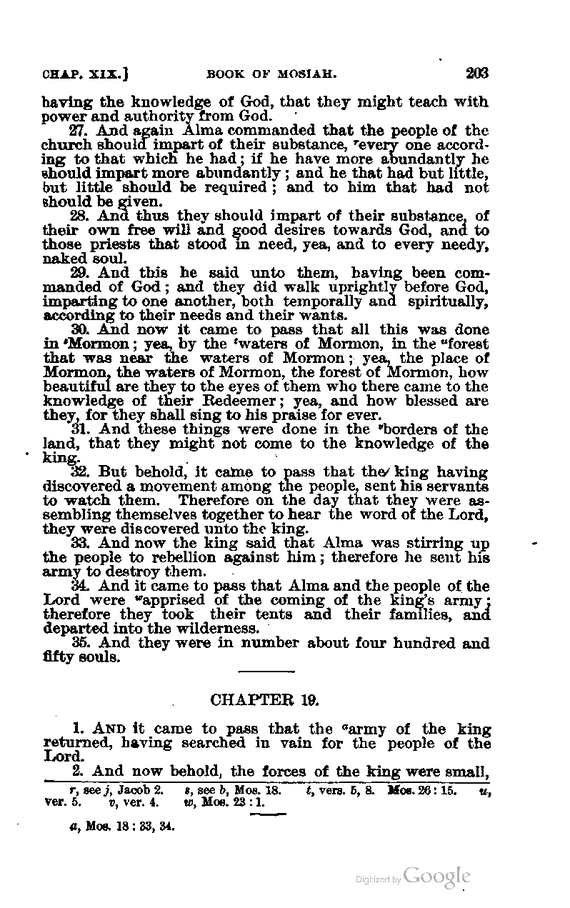 CHAP. XIX.] BOOK OF MOSIAH. 203
having the knowledge of God, that they might teach with
power and authority from God.
27. And again Alma commanded that the people of the
church should impart of their substance, ʳevery one accord-
ing to that which he had; if he have more abundantly he
should impart more abundantly; and he that had but little,
but little should be required; and to him that had not
should be given.
28. And thus they should impart of their substance, of
their own free will and good desires towards God, and to
those priests that stood in need, yea, and to every needy,
naked soul.
29. And this he said unto them, having been com-
manded of God; and they did walk uprightly before God,
imparting to one another, both temporally and spiritually,
according to their needs and their wants.
30. And now it came to pass that all this was done
in ˢMormon; yea, by the ᵗwaters of Mormon, in the ᵘforest
that was near the waters of Mormon; yea, the place of
Mormon, the waters of Mormon, the forest of Mormon, how
beautiful are they to the eyes of them who there came to the
knowledge of their Redeemer; yea, and how blessed are
they, for they shall sing to his praise for ever.
31. And these things were done in the ᵛborders of the
land, that they might not come to the knowledge of the
king.
32. But behold, it came to pass that the king having
discovered a movement among the people, sent his servants
to watch them. Therefore on the day that they were as-
sembling themselves together to hear the word of the Lord,
they were discovered unto the king.
33. And now the king said that Alma was stirring up
the people to rebellion against him; therefore he sent his
army to destroy them.
34. And it came to pass that Alma and the people of the
Lord were ʷapprised of the coming of the king's army;
therefore they took their tents and their families, and
departed into the wilderness.
35. And they were in number about four hundred and
fifty souls.
CHAPTER 19.
1. AND it came to pass that the ᵃarmy of the king
returned, having searched in vain for the people of the
Lord.
2. And now behold, the forces of the king were small,
r, see j, Jacob 2. s, see b, Mos. 18. t, vers. 5, 8. Mos. 26:15. u,
ver. 5. v, ver. 4. w, Mos. 23:1.
a, Mos. 18:33, 34.
Digitized by Google